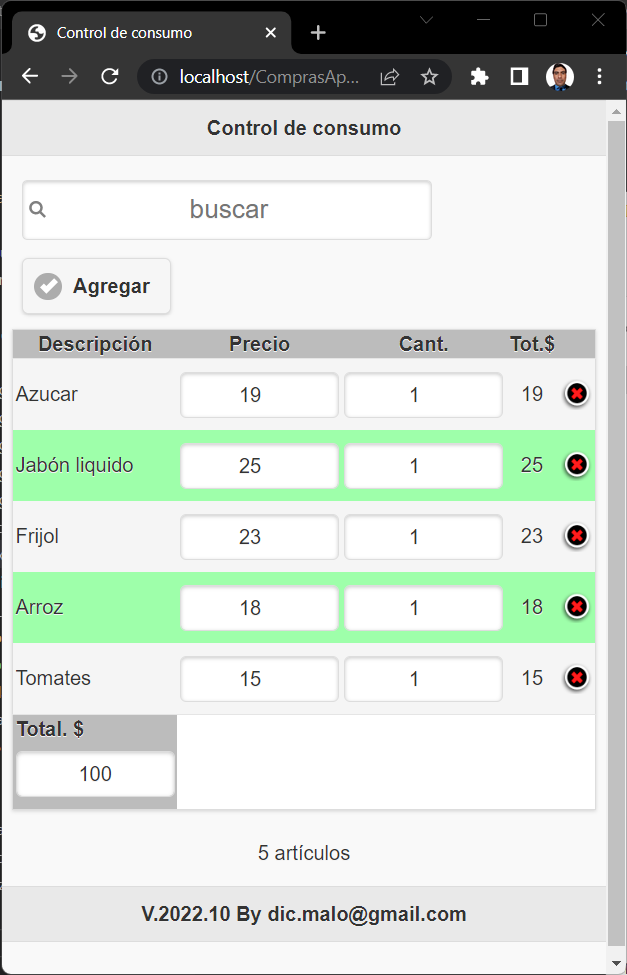 Control de consumo
localhost/ComprasAp...
Control de consumo
buscar
Agregar
Descripción Precio Cant. Tot.$
Azucar 19 1 19
Jabón liquido 25 1 25
Frijol 23 1 23
Arroz 18 1 18
Tomates 15 1 15
Total. $
100
5 artículos
V.2022.10 By dic.malo@gmail.com